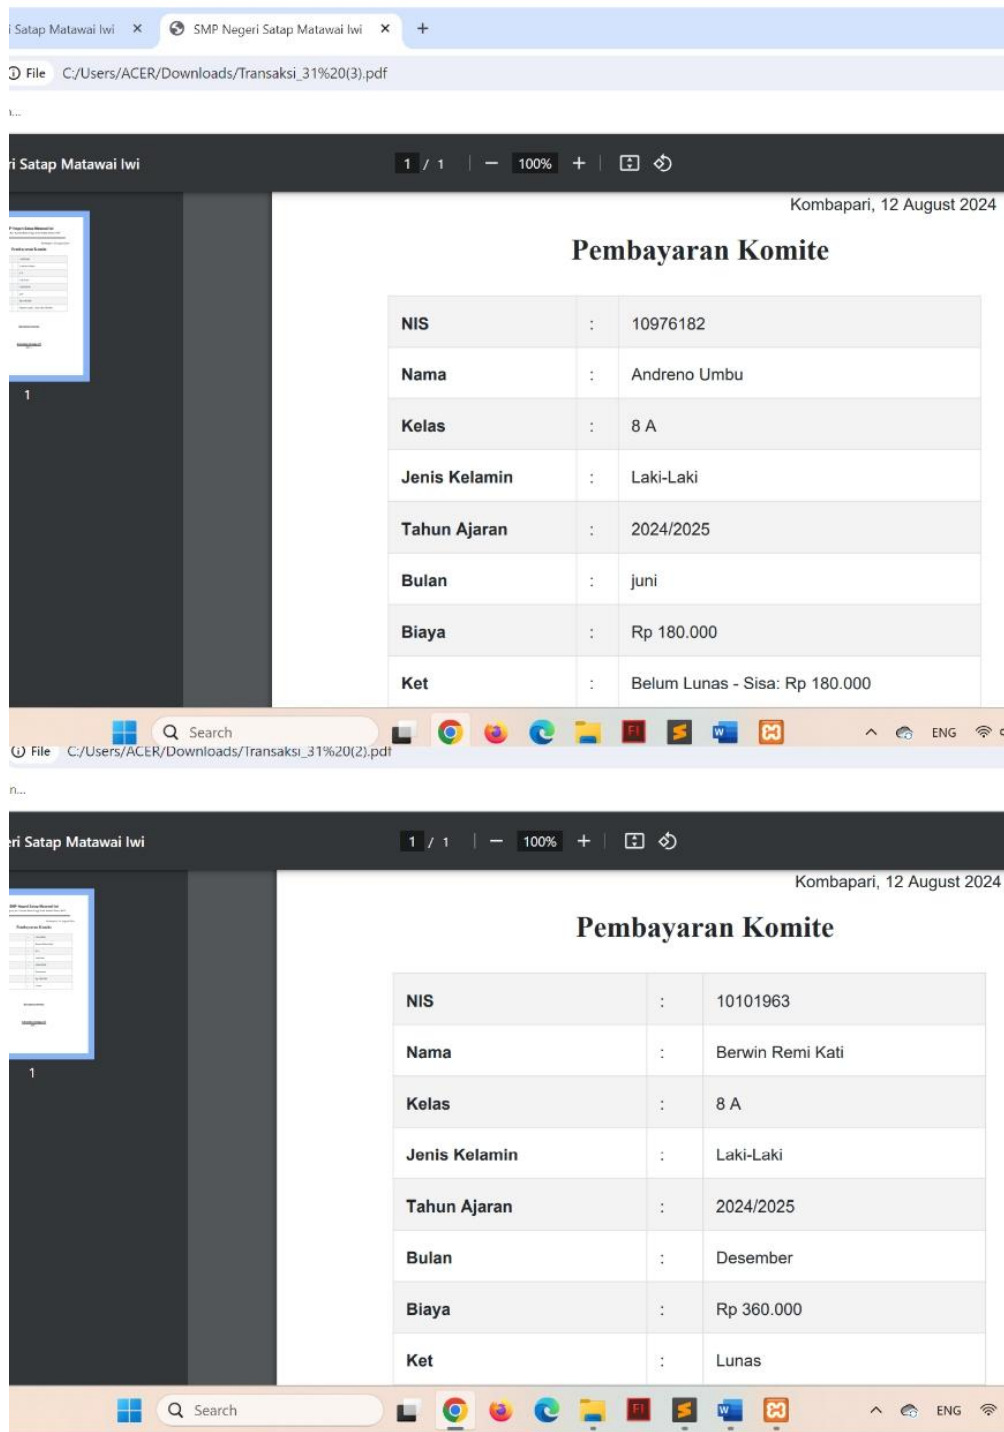 i Satap Matawai Iwi SMP Negeri Satap Matawai Iwi
File C:/Users/ACER/Downloads/Transaksi_31%20(3).pdf
ri Satap Matawai Iwi 1 / 1 100%
Kombapari, 12 August 2024
Pembayaran Komite
NIS : 10976182
Nama : Andreno Umbu
Kelas : 8 A
Jenis Kelamin : Laki-Laki
Tahun Ajaran : 2024/2025
Bulan : juni
Biaya : Rp 180.000
Ket : Belum Lunas - Sisa: Rp 180.000
1
Search ENG
File C:/Users/ACER/Downloads/Transaksi_31%20(2).pdf
n...
eri Satap Matawai Iwi 1 / 1 100%
Kombapari, 12 August 2024
Pembayaran Komite
NIS : 10101963
Nama : Berwin Remi Kati
Kelas : 8 A
Jenis Kelamin : Laki-Laki
Tahun Ajaran : 2024/2025
Bulan : Desember
Biaya : Rp 360.000
Ket : Lunas
1
Search ENG